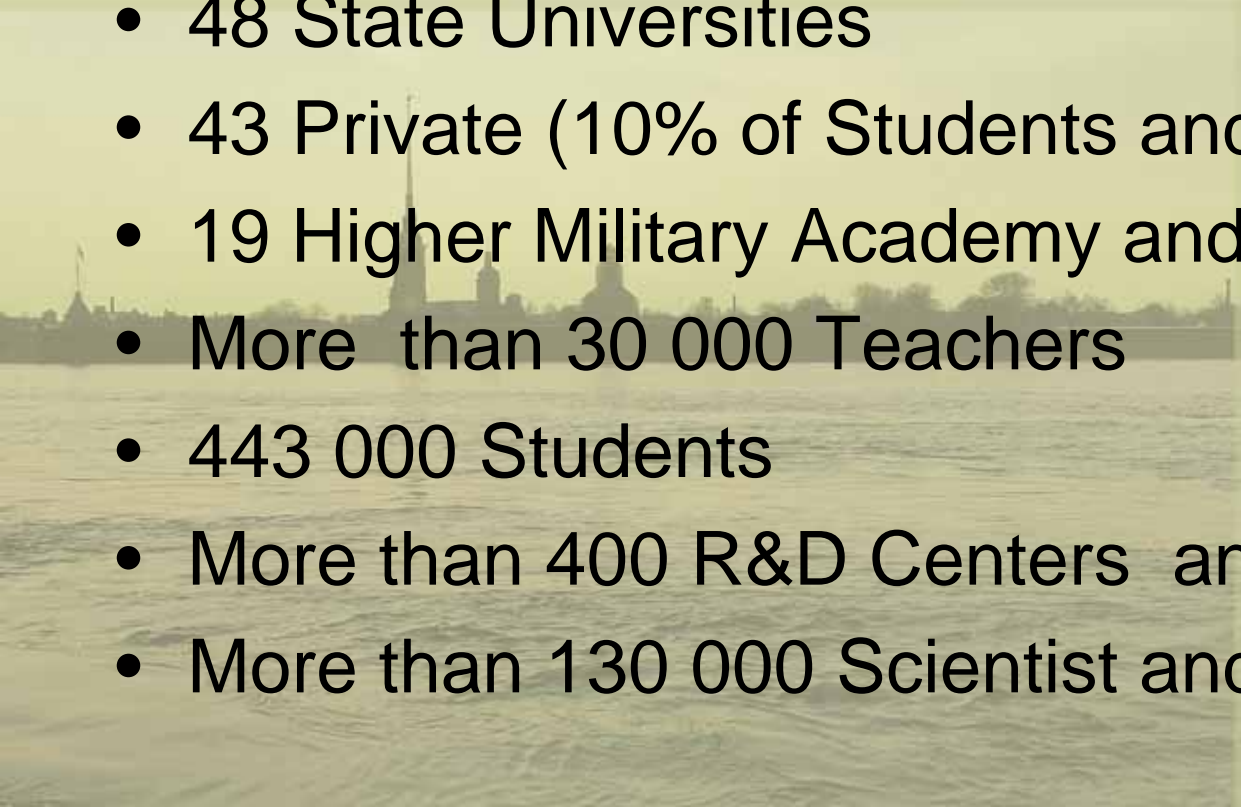 • 48 State Universities
• 43 Private (10% of Students and
• 19 Higher Military Academy and
• More  than 30 000 Teachers
• 443 000 Students
• More than 400 R&D Centers
• More than 130 000 Scientist and